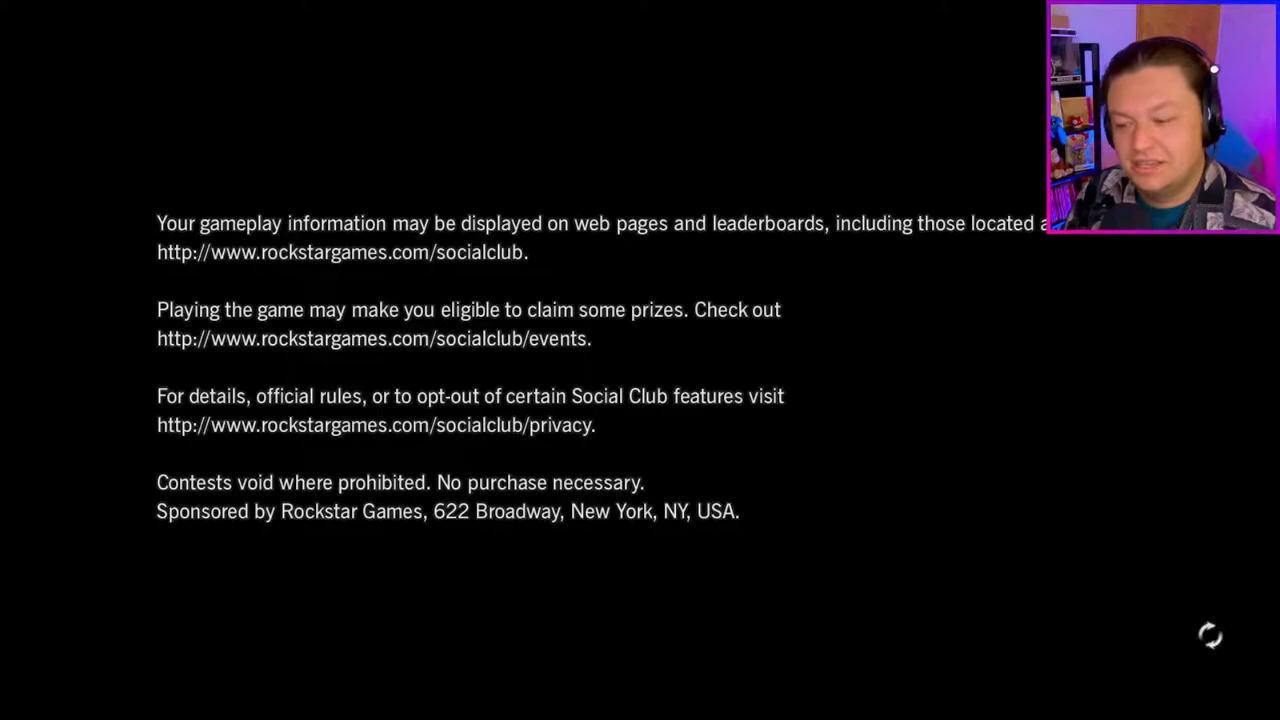 Your gameplay information may be displayed on web pages and leaderboards, including those located
http://www.rockstargames.com/socialclub.
Playing the game may make you eligible to claim some prizes. Check out
http://www.rockstargames.com/socialclub/events.
For details, official rules, or to opt-out of certain Social Club features visit
http://www.rockstargames.com/socialclub/privacy.
Contests void where prohibited. No purchase necessary.
Sponsored by Rockstar Games, 622 Broadway, New York, NY, USA.